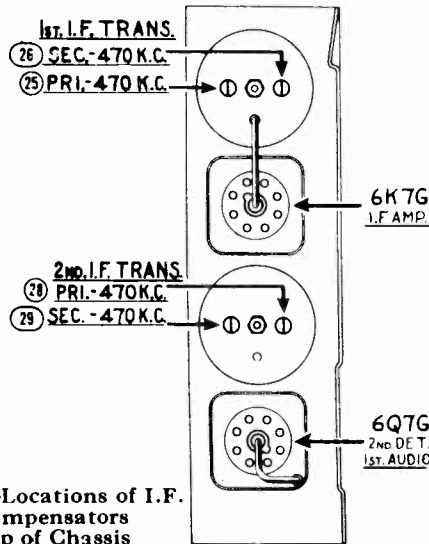 1ST. I.F. TRANS.
26 SEC.-470 K.C.
25 PRI.-470 K.C.
6K7G
I.F. AMP.
2ND. I.F. TRANS.
28 PRI.-470 K.C.
29 SEC.-470 K.C.
6Q7G
2ND DET.
1ST. AUDIO
Locations of I.F.
mpensators
p of Chassis